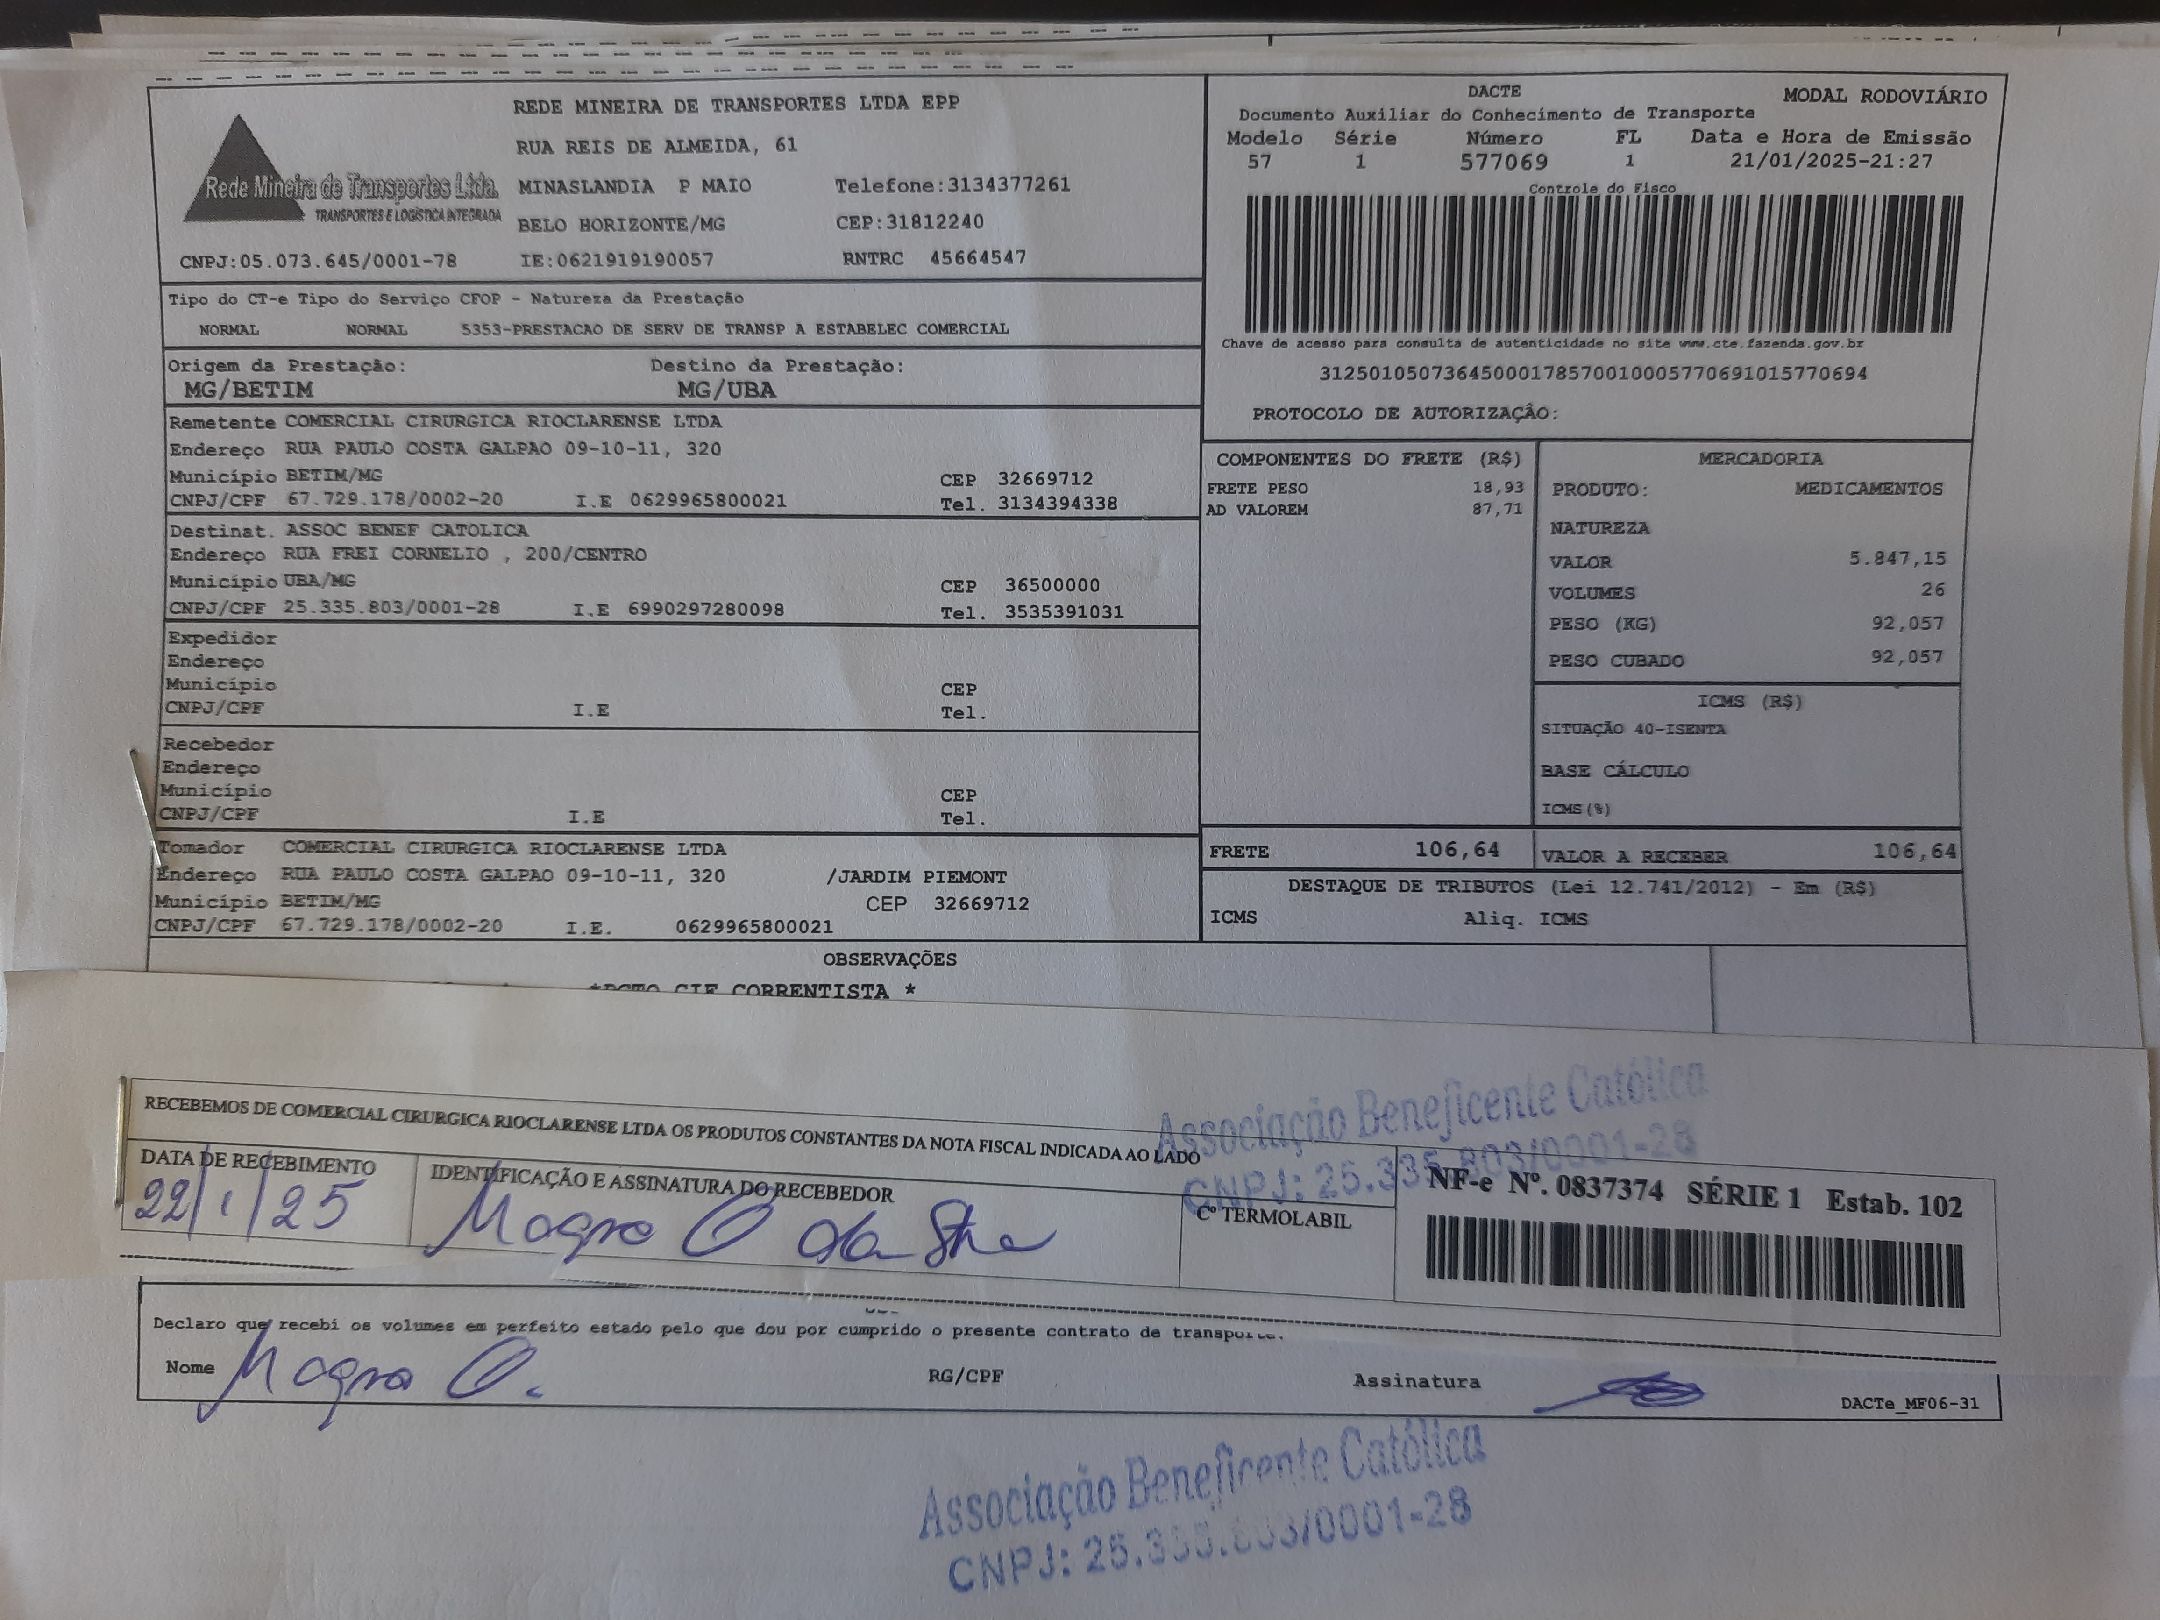 REDE MINEIRA DE TRANSPORTES LTDA EPP
RUA REIS DE ALMEIDA, 61
Rede Mineira de Transportes Ltda.
TRANSPORTES E LOGÍSTICA INTEGRADA
MINASLANDIA P MAIO Telefone:3134377261
BELO HORIZONTE/MG CEP:31812240
CNPJ:05.073.645/0001-78 IE:0621919190057 RNTRC 45664547
DACTE MODAL RODOVIÁRIO
Documento Auxiliar do Conhecimento de Transporte
Modelo Série Número FL Data e Hora de Emissão
57 1 577069 1 21/01/2025-21:27
Controle do Fisco
Chave de acesso para consulta de autenticidade no site www.cte.fazenda.gov.br
31250105073645000178570010005770691015770694
PROTOCOLO DE AUTORIZAÇÃO:
Tipo do CT-e Tipo do Serviço CFOP - Natureza da Prestação
NORMAL NORMAL 5353-PRESTACAO DE SERV DE TRANSP A ESTABELEC COMERCIAL
Origem da Prestação: Destino da Prestação:
MG/BETIM MG/UBA
Remetente COMERCIAL CIRURGICA RIOCLARENSE LTDA
Endereço RUA PAULO COSTA GALPAO 09-10-11, 320
Município BETIM/MG CEP 32669712
CNPJ/CPF 67.729.178/0002-20 I.E 0629965800021 Tel. 3134394338
Destinat. ASSOC BENEF CATOLICA
Endereço RUA FREI CORNELIO , 200/CENTRO
Município UBA/MG CEP 36500000
CNPJ/CPF 25.335.803/0001-28 I.E 6990297280098 Tel. 3535391031
Expedidor
Endereço
Município CEP
CNPJ/CPF I.E Tel.
Recebedor
Endereço
Município CEP
CNPJ/CPF I.E Tel.
Tomador COMERCIAL CIRURGICA RIOCLARENSE LTDA
Endereço RUA PAULO COSTA GALPAO 09-10-11, 320 /JARDIM PIEMONT
Município BETIM/MG CEP 32669712
CNPJ/CPF 67.729.178/0002-20 I.E. 0629965800021
COMPONENTES DO FRETE (R$)
FRETE PESO 18,93
AD VALOREM 87,71
MERCADORIA
PRODUTO: MEDICAMENTOS
NATUREZA
VALOR 5.847,15
VOLUMES 26
PESO (KG) 92,057
PESO CUBADO 92,057
ICMS (R$)
SITUAÇÃO 40-ISENTA
BASE CÁLCULO
ICMS(%)
FRETE 106,64 VALOR A RECEBER 106,64
DESTAQUE DE TRIBUTOS (Lei 12.741/2012) - Em (R$)
ICMS Aliq. ICMS
OBSERVAÇÕES
*PGTO CIF CORRENTISTA *
Associação Beneficente Católica
CNPJ: 25.335.803/0001-28
RECEBEMOS DE COMERCIAL CIRURGICA RIOCLARENSE LTDA OS PRODUTOS CONSTANTES DA NOTA FISCAL INDICADA AO LADO
DATA DE RECEBIMENTO IDENTIFICAÇÃO E ASSINATURA DO RECEBEDOR
22/1/25 Magno O da
Cº TERMOLABIL
NF-e Nº. 0837374 SÉRIE 1 Estab. 102
Declaro que recebi os volumes em perfeito estado pelo que dou por cumprido o presente contrato de transporte.
Nome Magno O. RG/CPF Assinatura
DACTe_MF06-31
Associação Beneficente Católica
CNPJ: 25.335.803/0001-28